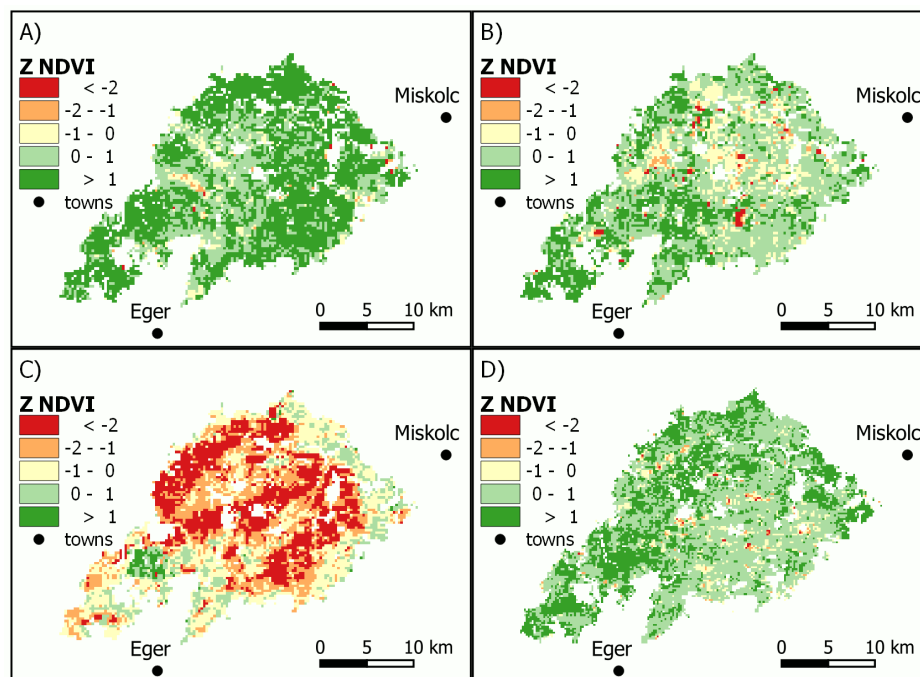 A)
Z NDVI
< -2
-2 - -1
-1 - 0
0 - 1
> 1
towns
Miskolc
Eger
0 5 10 km
B)
Z NDVI
< -2
-2 - -1
-1 - 0
0 - 1
> 1
towns
Miskolc
Eger
0 5 10 km
C)
Z NDVI
< -2
-2 - -1
-1 - 0
0 - 1
> 1
towns
Miskolc
Eger
0 5 10 km
D)
Z NDVI
< -2
-2 - -1
-1 - 0
0 - 1
> 1
towns
Miskolc
Eger
0 5 10 km